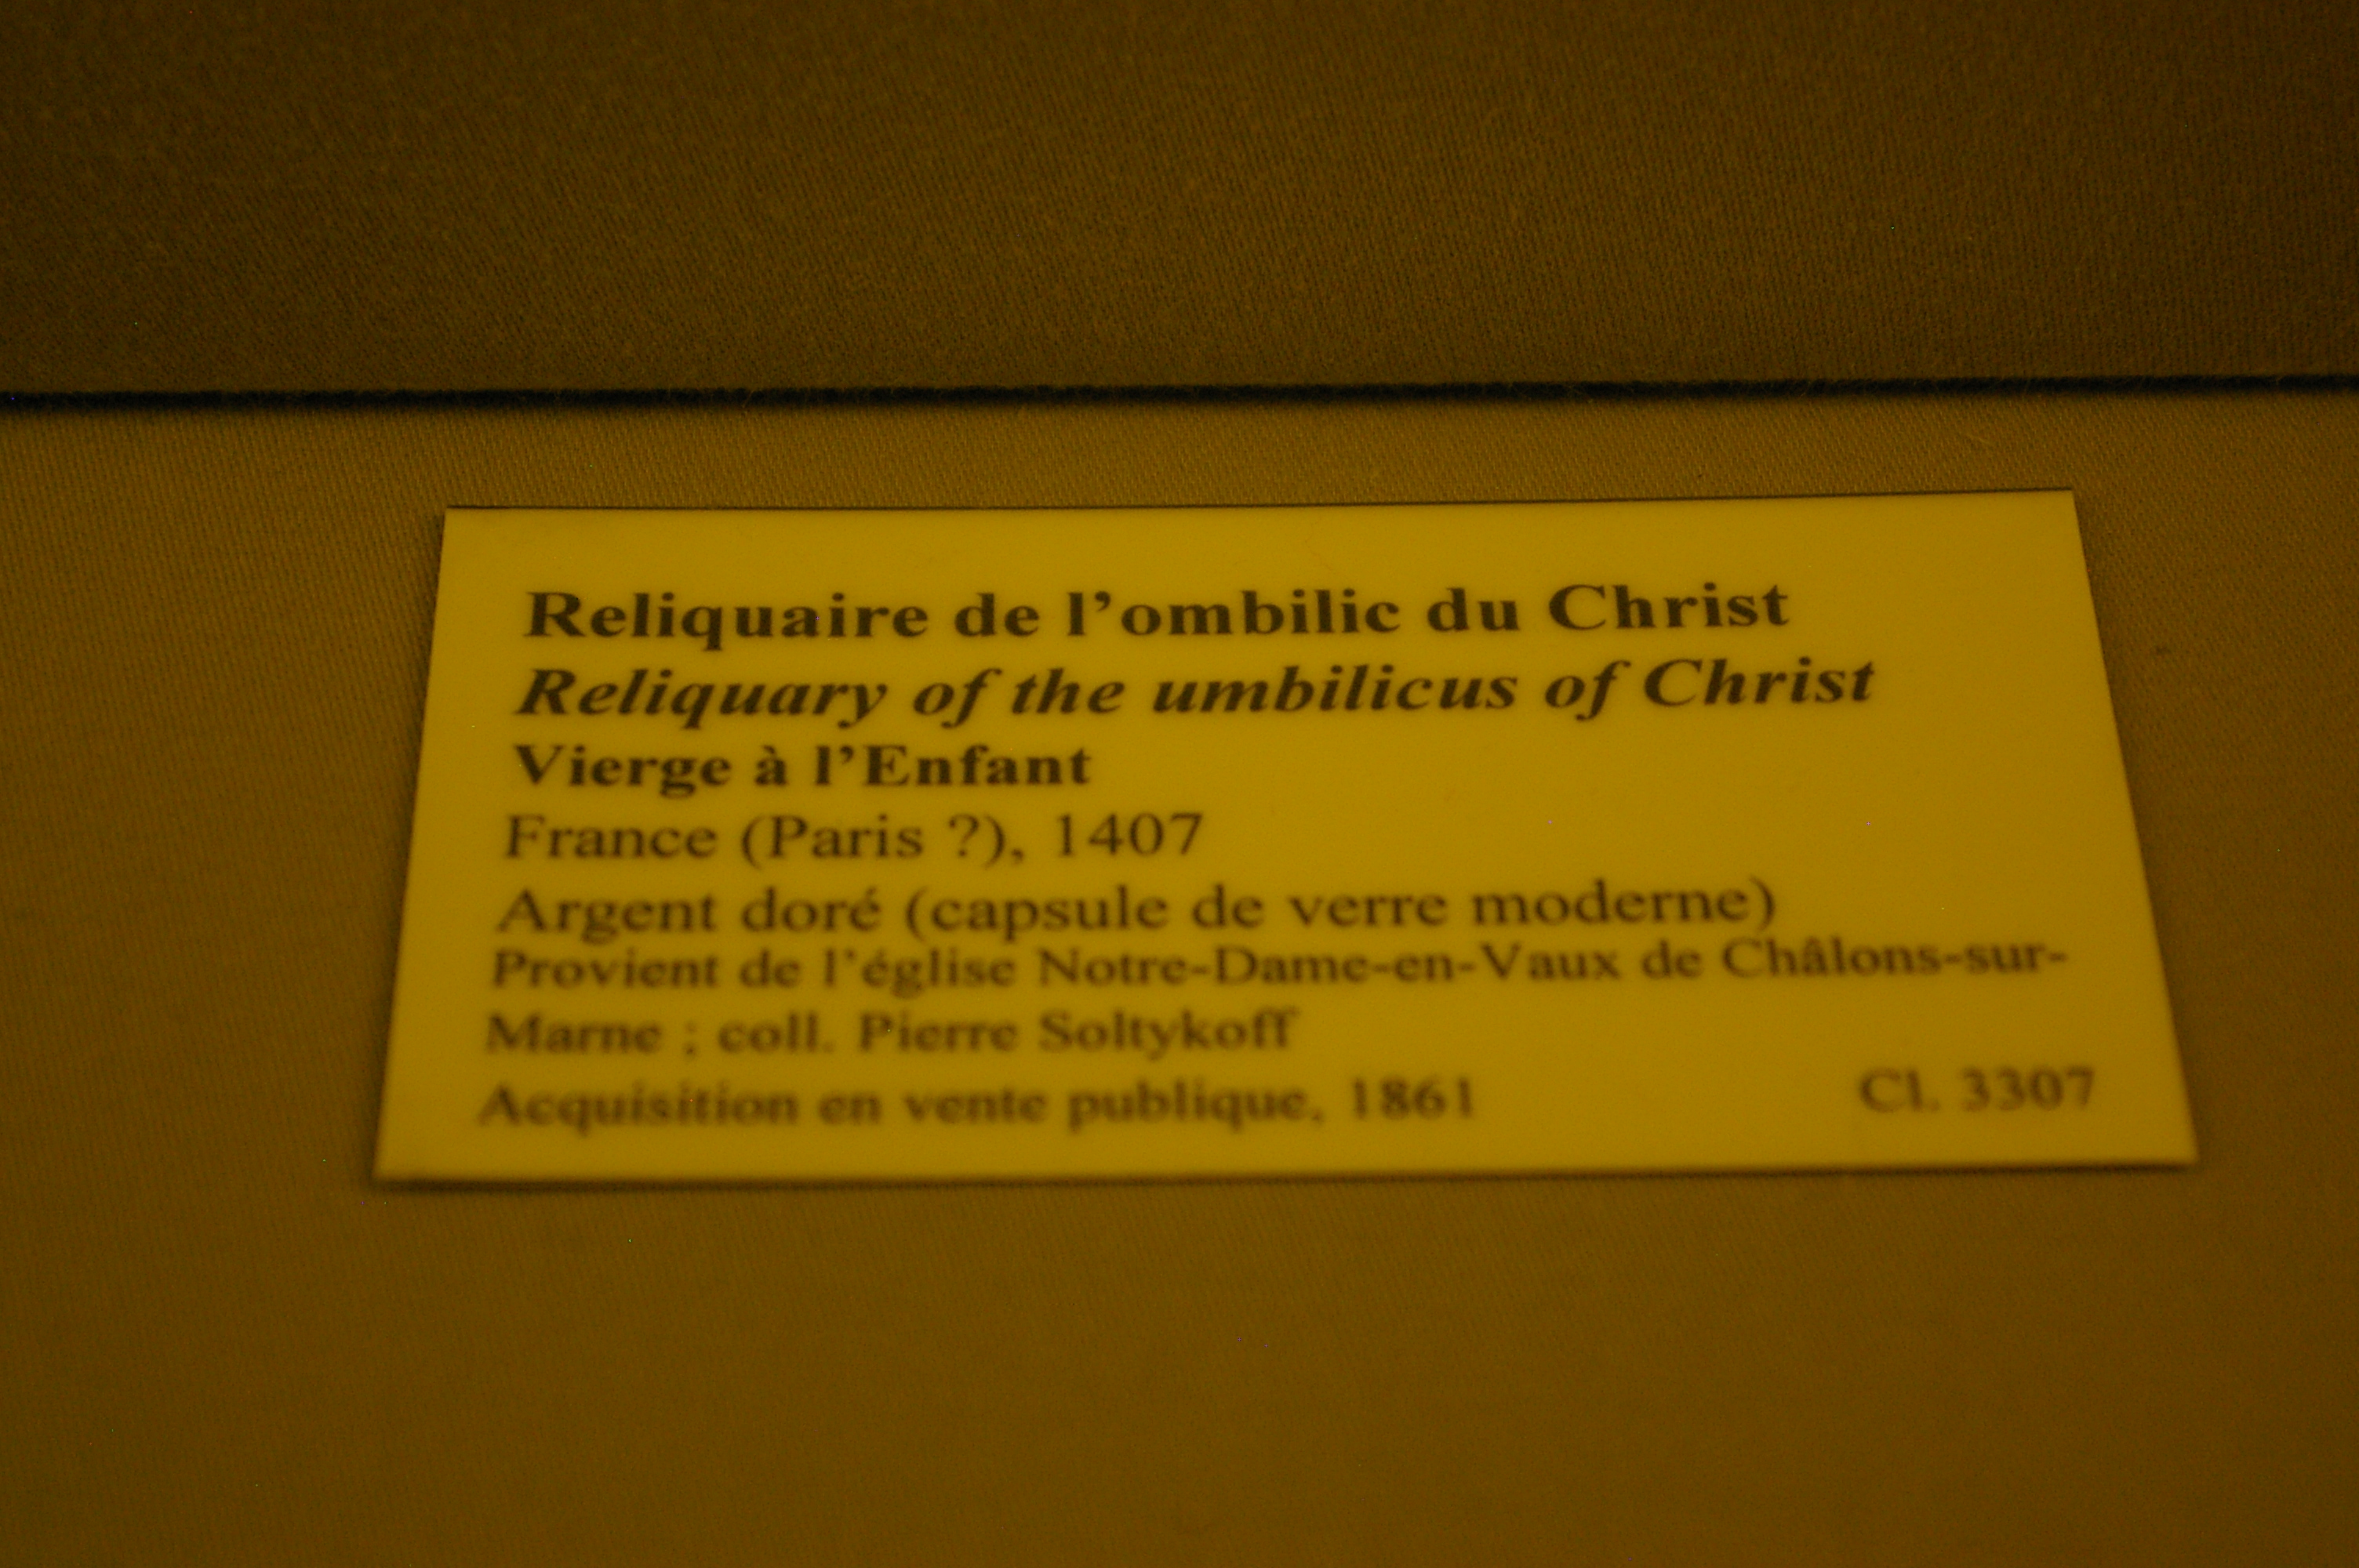 Reliquaire de l’ombilic du Christ
Reliquary of the umbilicus of Christ
Vierge à l’Enfant
France (Paris ?), 1407
Argent doré (capsule de verre moderne)
Provient de l’église Notre-Dame-en-Vaux de Châlons-sur-
Marne ; coll. Pierre Soltykoff
Acquisition en vente publique, 1861 Cl. 3307